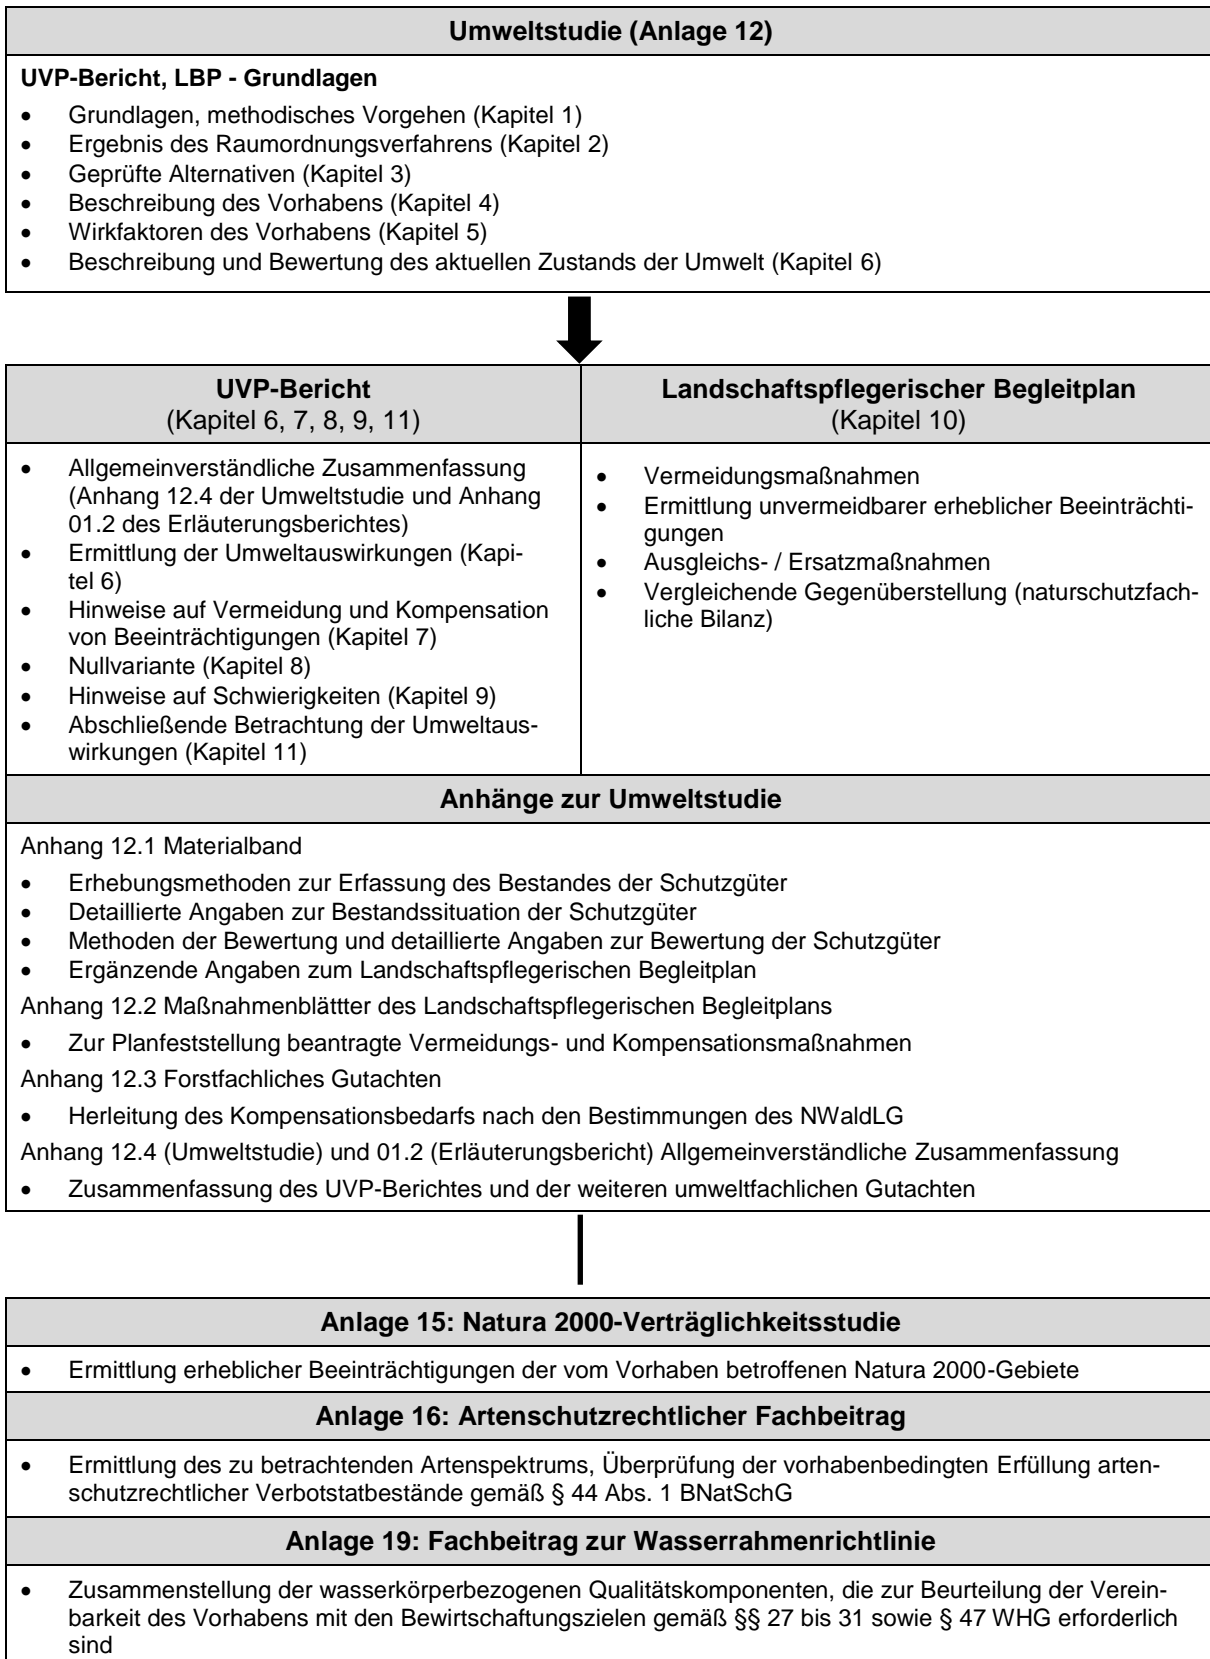 Umweltstudie (Anlage 12)
UVP-Bericht, LBP - Grundlagen
• Grundlagen, methodisches Vorgehen (Kapitel 1)
• Ergebnis des Raumordnungsverfahrens (Kapitel 2)
• Geprüfte Alternativen (Kapitel 3)
• Beschreibung des Vorhabens (Kapitel 4)
• Wirkfaktoren des Vorhabens (Kapitel 5)
• Beschreibung und Bewertung des aktuellen Zustands der Umwelt (Kapitel 6)
UVP-Bericht
(Kapitel 6, 7, 8, 9, 11)
• Allgemeinverständliche Zusammenfassung
(Anhang 12.4 der Umweltstudie und Anhang
01.2 des Erläuterungsberichtes)
• Ermittlung der Umweltauswirkungen (Kapi-
tel 6)
• Hinweise auf Vermeidung und Kompensation
von Beeinträchtigungen (Kapitel 7)
• Nullvariante (Kapitel 8)
• Hinweise auf Schwierigkeiten (Kapitel 9)
• Abschließende Betrachtung der Umweltaus-
wirkungen (Kapitel 11)
Landschaftspflegerischer Begleitplan
(Kapitel 10)
• Vermeidungsmaßnahmen
• Ermittlung unvermeidbarer erheblicher Beeinträchti-
gungen
• Ausgleichs- / Ersatzmaßnahmen
• Vergleichende Gegenüberstellung (naturschutzfach-
liche Bilanz)
Anhänge zur Umweltstudie
Anhang 12.1 Materialband
• Erhebungsmethoden zur Erfassung des Bestandes der Schutzgüter
• Detaillierte Angaben zur Bestandssituation der Schutzgüter
• Methoden der Bewertung und detaillierte Angaben zur Bewertung der Schutzgüter
• Ergänzende Angaben zum Landschaftspflegerischen Begleitplan
Anhang 12.2 Maßnahmenblättter des Landschaftspflegerischen Begleitplans
• Zur Planfeststellung beantragte Vermeidungs- und Kompensationsmaßnahmen
Anhang 12.3 Forstfachliches Gutachten
• Herleitung des Kompensationsbedarfs nach den Bestimmungen des NWaldLG
Anhang 12.4 (Umweltstudie) und 01.2 (Erläuterungsbericht) Allgemeinverständliche Zusammenfassung
• Zusammenfassung des UVP-Berichtes und der weiteren umweltfachlichen Gutachten
Anlage 15: Natura 2000-Verträglichkeitsstudie
• Ermittlung erheblicher Beeinträchtigungen der vom Vorhaben betroffenen Natura 2000-Gebiete
Anlage 16: Artenschutzrechtlicher Fachbeitrag
• Ermittlung des zu betrachtenden Artenspektrums, Überprüfung der vorhabenbedingten Erfüllung arten-
schutzrechtlicher Verbotstatbestände gemäß § 44 Abs. 1 BNatSchG
Anlage 19: Fachbeitrag zur Wasserrahmenrichtlinie
• Zusammenstellung der wasserkörperbezogenen Qualitätskomponenten, die zur Beurteilung der Verein-
barkeit des Vorhabens mit den Bewirtschaftungszielen gemäß §§ 27 bis 31 sowie § 47 WHG erforderlich
sind